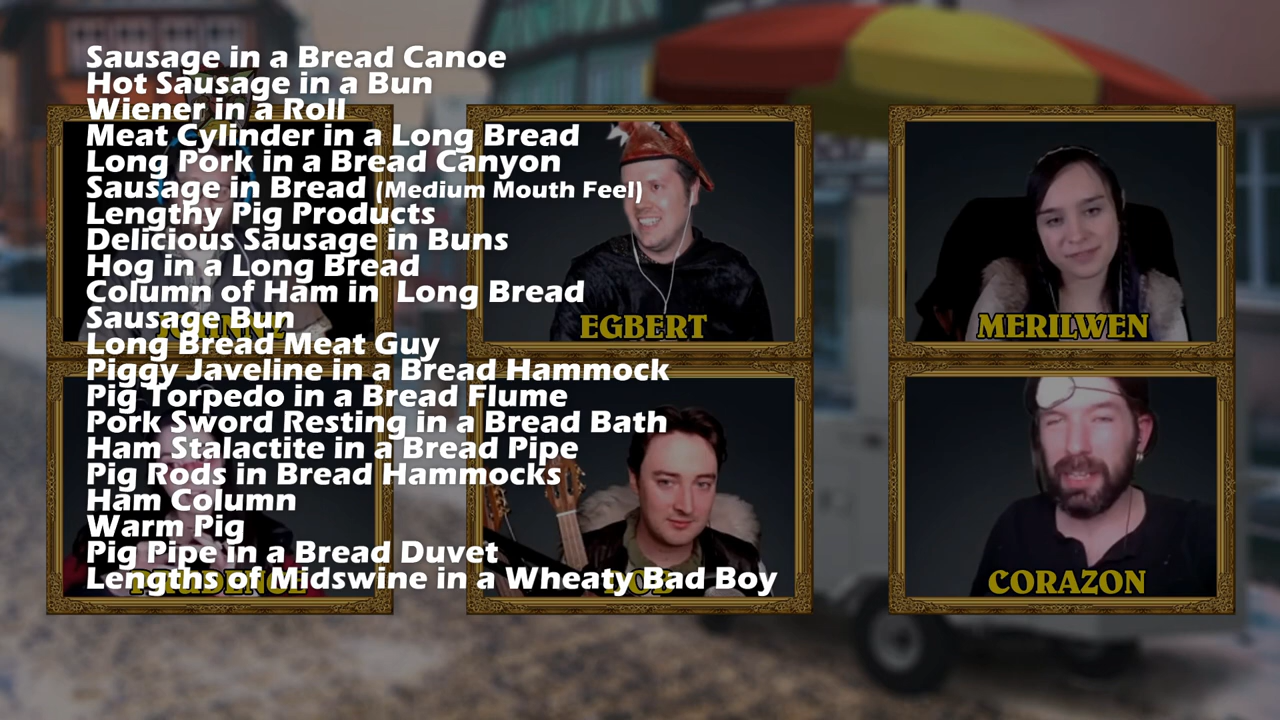 Sausage in a Bread Canoe
Hot Sausage in a Bun
Wiener in a Roll
Meat Cylinder in a Long Bread
Long Pork in a Bread Canyon
Sausage in Bread (Medium Mouth Feel)
Lengthy Pig Products
Delicious Sausage in Buns
Hog in a Long Bread
Column of Ham in Long Bread
Sausage Bun
Long Bread Meat Guy
Piggy Javeline in a Bread Hammock
Pig Torpedo in a Bread Flume
Pork Sword Resting in a Bread Bath
Ham Stalactite in a Bread Pipe
Pig Rods in Bread Hammocks
Ham Column
Warm Pig
Pig Pipe in a Bread Duvet
Lengths of Midswine in a Wheaty Bad Boy
EGBERT
MERILWEN
PRUDENCE
CORAZON